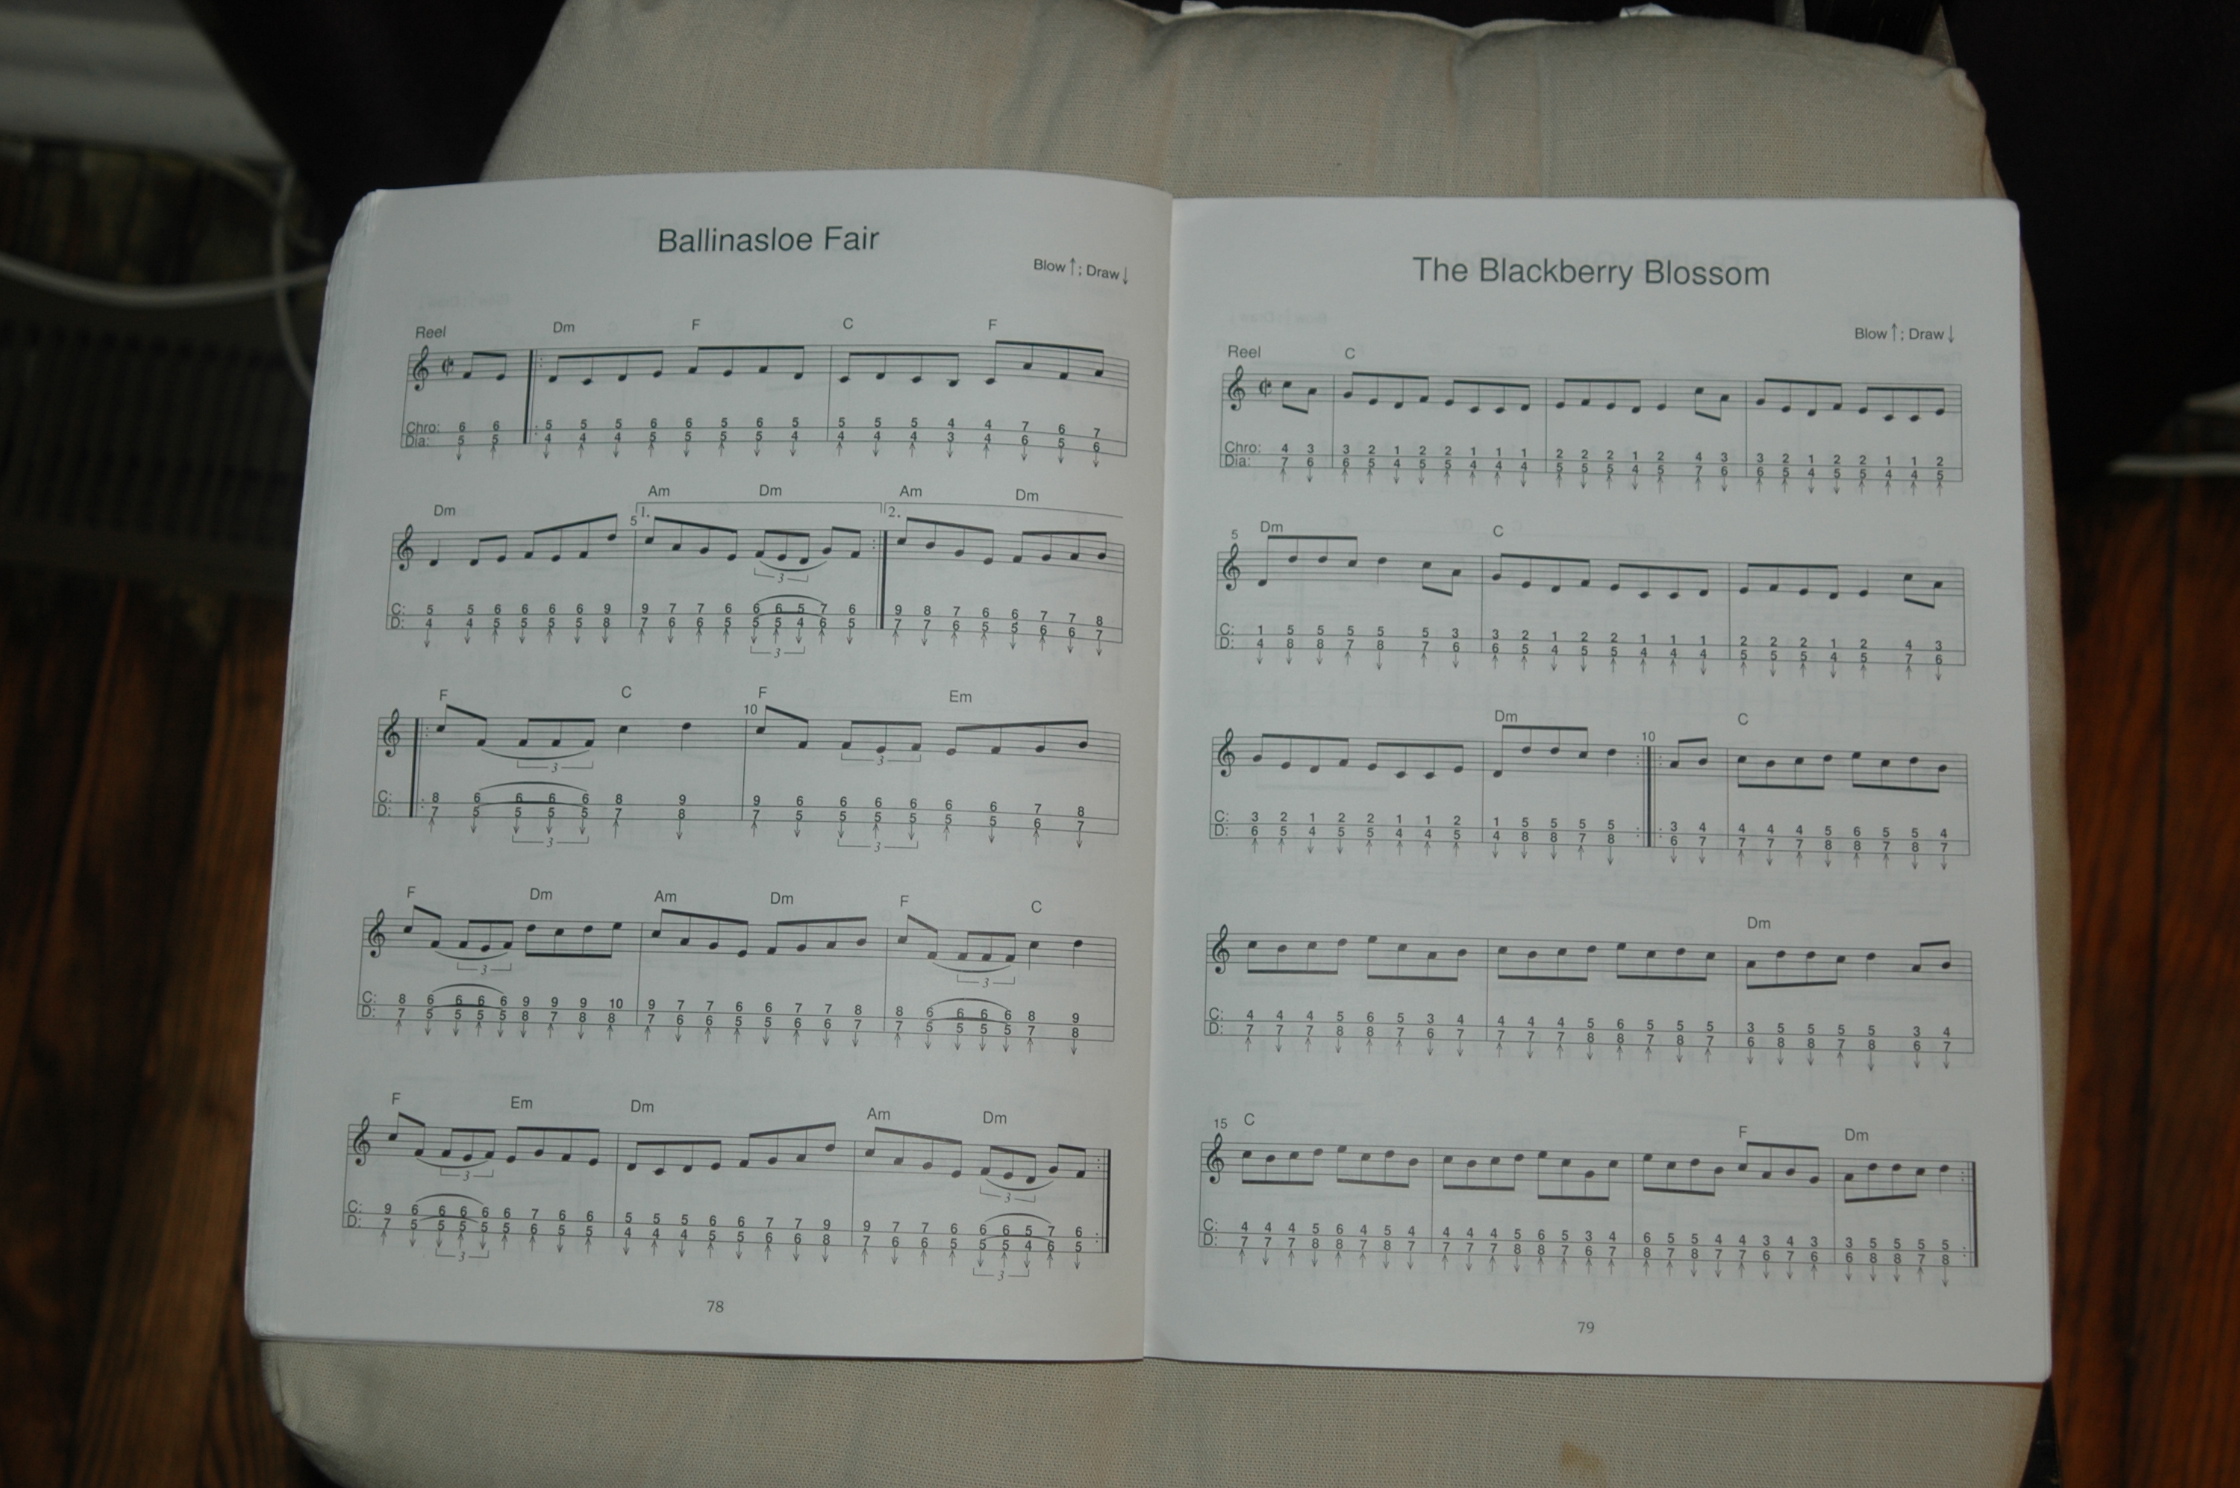 Ballinasloe Fair
Blow ↑; Draw ↓
Reel Dm F C F
Chro: 6 6 5 5 5 6 6 5 6 5 5 5 5 4 4 7 6 7
Dia: 5 5 4 4 4 5 5 5 5 4 4 4 4 3 4 6 5 6
Dm Am Dm Am Dm
5 1. 2.
3
C: 5 5 6 6 6 6 9 9 7 7 6 6 6 5 7 6 9 8 7 6 6 7 7 8
D: 4 4 5 5 5 5 8 7 6 6 5 5 5 4 6 5 7 7 6 5 5 6 6 7
3
F C F Em
10
3 3
C: 8 6 6 6 6 8 9 9 6 6 6 6 6 6 7 8
D: 7 5 5 5 5 7 8 7 5 5 5 5 5 5 6 7
3 3
F Dm Am Dm F C
3 3
C: 8 6 6 6 6 9 9 9 10 9 7 7 6 6 7 7 8 8 6 6 6 6 8 9
D: 7 5 5 5 5 8 7 8 8 7 6 6 5 5 6 6 7 7 5 5 5 5 7 8
F Em Dm Am Dm
3 3
C: 9 6 6 6 6 6 7 6 6 5 5 5 6 6 7 7 9 9 7 7 6 6 6 5 7 6
D: 7 5 5 5 5 5 6 5 5 4 4 4 5 5 6 6 8 7 6 6 5 5 5 4 6 5
3 3
78
The Blackberry Blossom
Blow ↑; Draw ↓
Reel C
Chro: 4 3 3 2 1 2 2 1 1 1 2 2 2 1 2 4 3 3 2 1 2 2 1 1 2
Dia: 7 6 6 5 4 5 5 4 4 4 5 5 5 4 5 7 6 6 5 4 5 5 4 4 5
5 Dm C
C: 1 5 5 5 5 5 3 3 2 1 2 2 1 1 1 2 2 2 1 2 4 3
D: 4 8 8 7 8 7 6 6 5 4 5 5 4 4 4 5 5 5 4 5 7 6
Dm 10 C
C: 3 2 1 2 2 1 1 2 1 5 5 5 5 3 4 4 4 4 5 6 5 5 4
D: 6 5 4 5 5 4 4 5 4 8 8 7 8 6 7 7 7 7 8 8 7 8 7
Dm
C: 4 4 4 5 6 5 3 4 4 4 4 5 6 5 5 5 3 5 5 5 5 3 4
D: 7 7 7 8 8 7 6 7 7 7 7 8 8 7 8 7 6 8 8 7 8 6 7
15 C F Dm
C: 4 4 4 5 6 4 5 4 4 4 4 5 6 5 3 4 6 5 5 4 4 3 4 3 3 5 5 5 5
D: 7 7 7 8 8 7 8 7 7 7 7 8 8 7 6 7 8 7 8 7 7 6 7 6 6 8 8 7 8
79